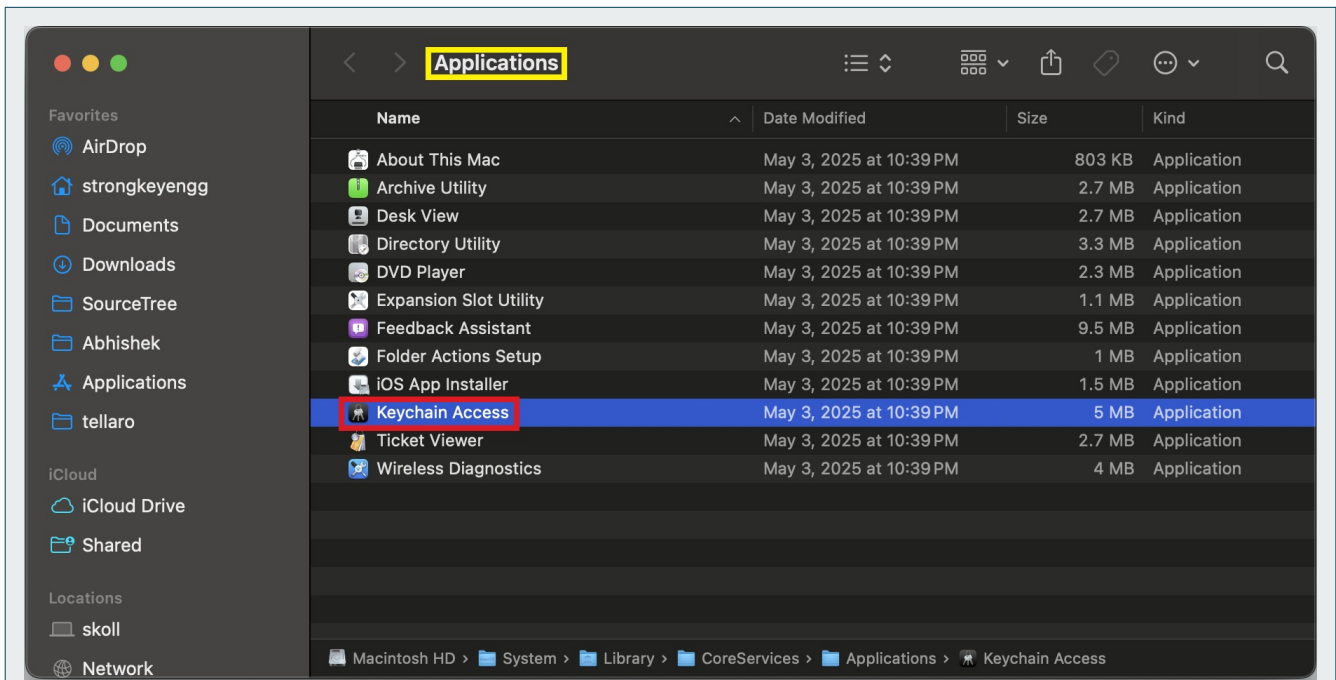 Applications
Favorites
AirDrop
strongkeyengg
Documents
Downloads
SourceTree
Abhishek
Applications
tellaro
iCloud
iCloud Drive
Shared
Locations
skoll
Network
Name Date Modified Size Kind
About This Mac May 3, 2025 at 10:39 PM 803 KB Application
Archive Utility May 3, 2025 at 10:39 PM 2.7 MB Application
Desk View May 3, 2025 at 10:39 PM 2.7 MB Application
Directory Utility May 3, 2025 at 10:39 PM 3.3 MB Application
DVD Player May 3, 2025 at 10:39 PM 2.3 MB Application
Expansion Slot Utility May 3, 2025 at 10:39 PM 1.1 MB Application
Feedback Assistant May 3, 2025 at 10:39 PM 9.5 MB Application
Folder Actions Setup May 3, 2025 at 10:39 PM 1 MB Application
iOS App Installer May 3, 2025 at 10:39 PM 1.5 MB Application
Keychain Access May 3, 2025 at 10:39 PM 5 MB Application
Ticket Viewer May 3, 2025 at 10:39 PM 2.7 MB Application
Wireless Diagnostics May 3, 2025 at 10:39 PM 4 MB Application
Macintosh HD › System › Library › CoreServices › Applications › Keychain Access